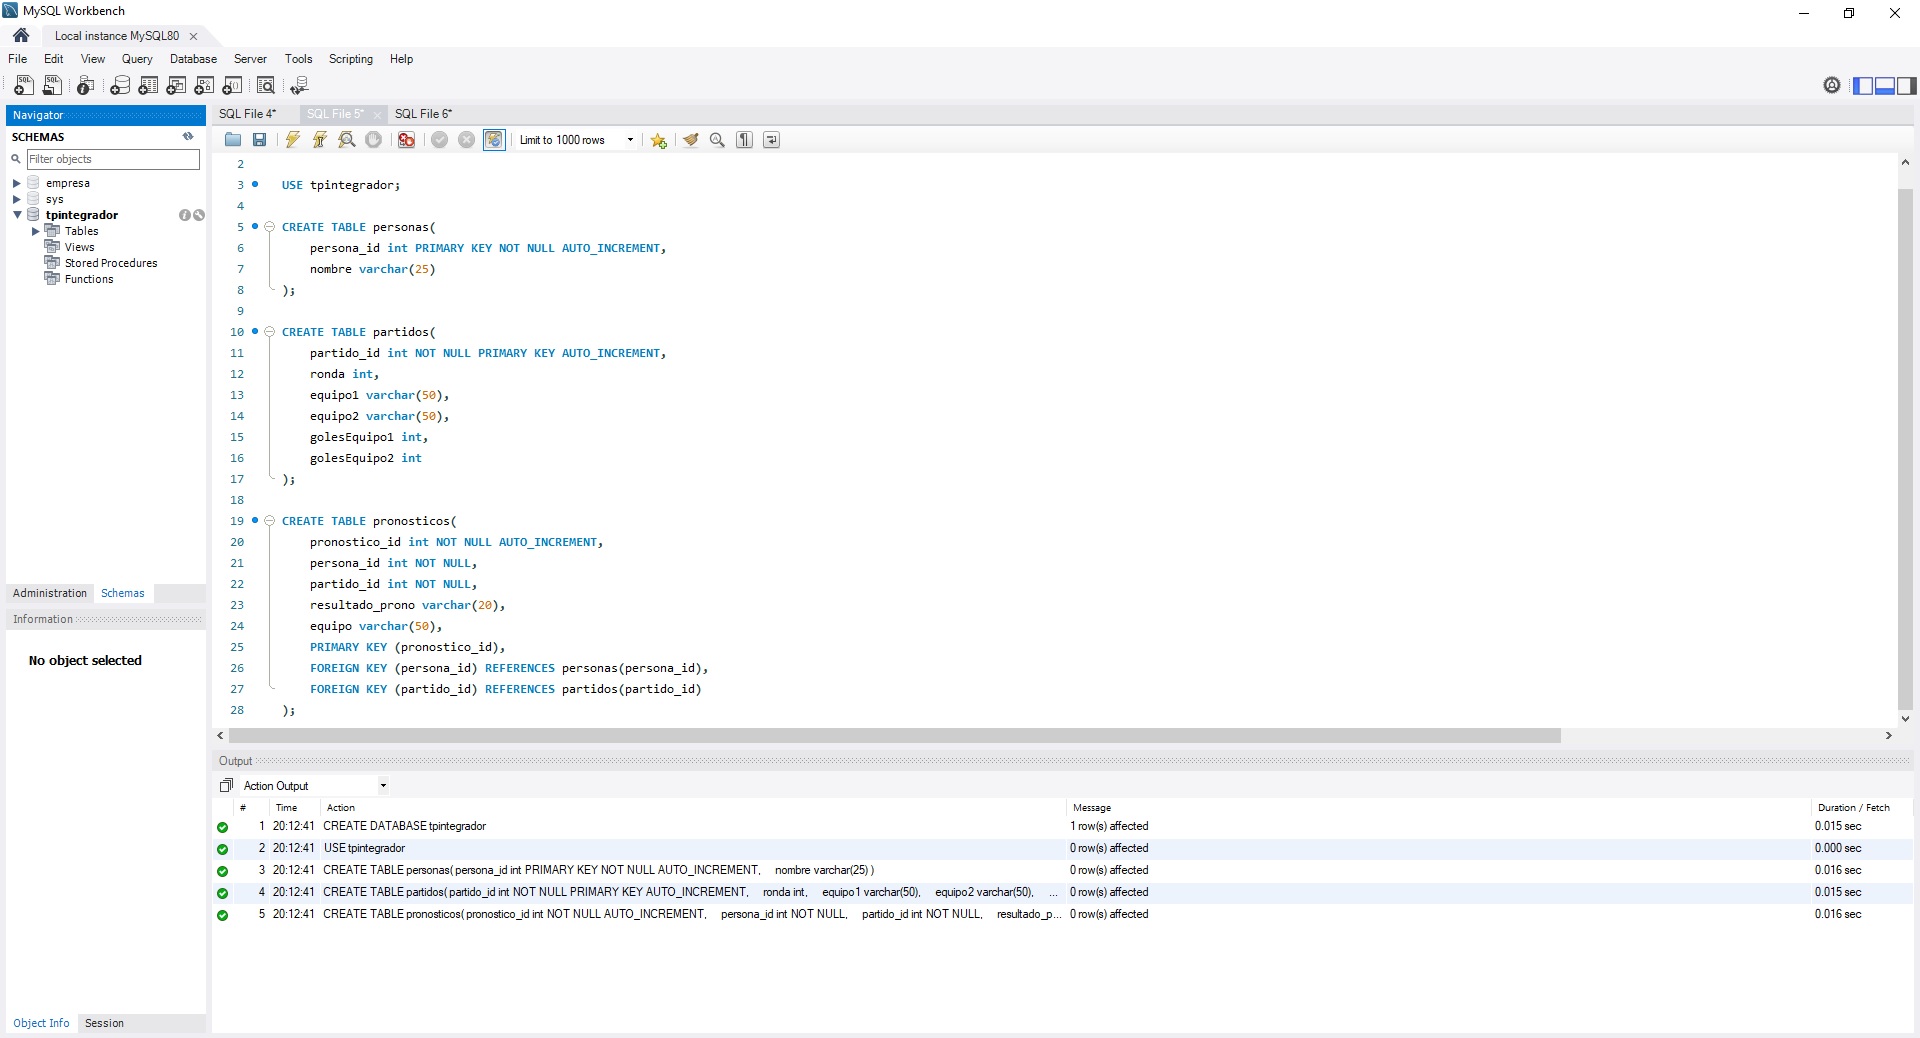 MySQL Workbench
Local instance MySQL80
File Edit View Query Database Server Tools Scripting Help
Navigator
SCHEMAS
Filter objects
empresa
sys
tpintegrador
Tables
Views
Stored Procedures
Functions
Administration Schemas
Information
No object selected
Object Info Session
SQL File 4* SQL File 5* SQL File 6*
Limit to 1000 rows
2
3 USE tpintegrador;
4
5 CREATE TABLE personas(
6 persona_id int PRIMARY KEY NOT NULL AUTO_INCREMENT,
7 nombre varchar(25)
8 );
9
10 CREATE TABLE partidos(
11 partido_id int NOT NULL PRIMARY KEY AUTO_INCREMENT,
12 ronda int,
13 equipo1 varchar(50),
14 equipo2 varchar(50),
15 golesEquipo1 int,
16 golesEquipo2 int
17 );
18
19 CREATE TABLE pronosticos(
20 pronostico_id int NOT NULL AUTO_INCREMENT,
21 persona_id int NOT NULL,
22 partido_id int NOT NULL,
23 resultado_prono varchar(20),
24 equipo varchar(50),
25 PRIMARY KEY (pronostico_id),
26 FOREIGN KEY (persona_id) REFERENCES personas(persona_id),
27 FOREIGN KEY (partido_id) REFERENCES partidos(partido_id)
28 );
Output
Action Output
# Time Action Message Duration / Fetch
1 20:12:41 CREATE DATABASE tpintegrador 1 row(s) affected 0.015 sec
2 20:12:41 USE tpintegrador 0 row(s) affected 0.000 sec
3 20:12:41 CREATE TABLE personas( persona_id int PRIMARY KEY NOT NULL AUTO_INCREMENT, nombre varchar(25) ) 0 row(s) affected 0.016 sec
4 20:12:41 CREATE TABLE partidos( partido_id int NOT NULL PRIMARY KEY AUTO_INCREMENT, ronda int, equipo1 varchar(50), equipo2 varchar(50), ... 0 row(s) affected 0.015 sec
5 20:12:41 CREATE TABLE pronosticos( pronostico_id int NOT NULL AUTO_INCREMENT, persona_id int NOT NULL, partido_id int NOT NULL, resultado_p... 0 row(s) affected 0.016 sec